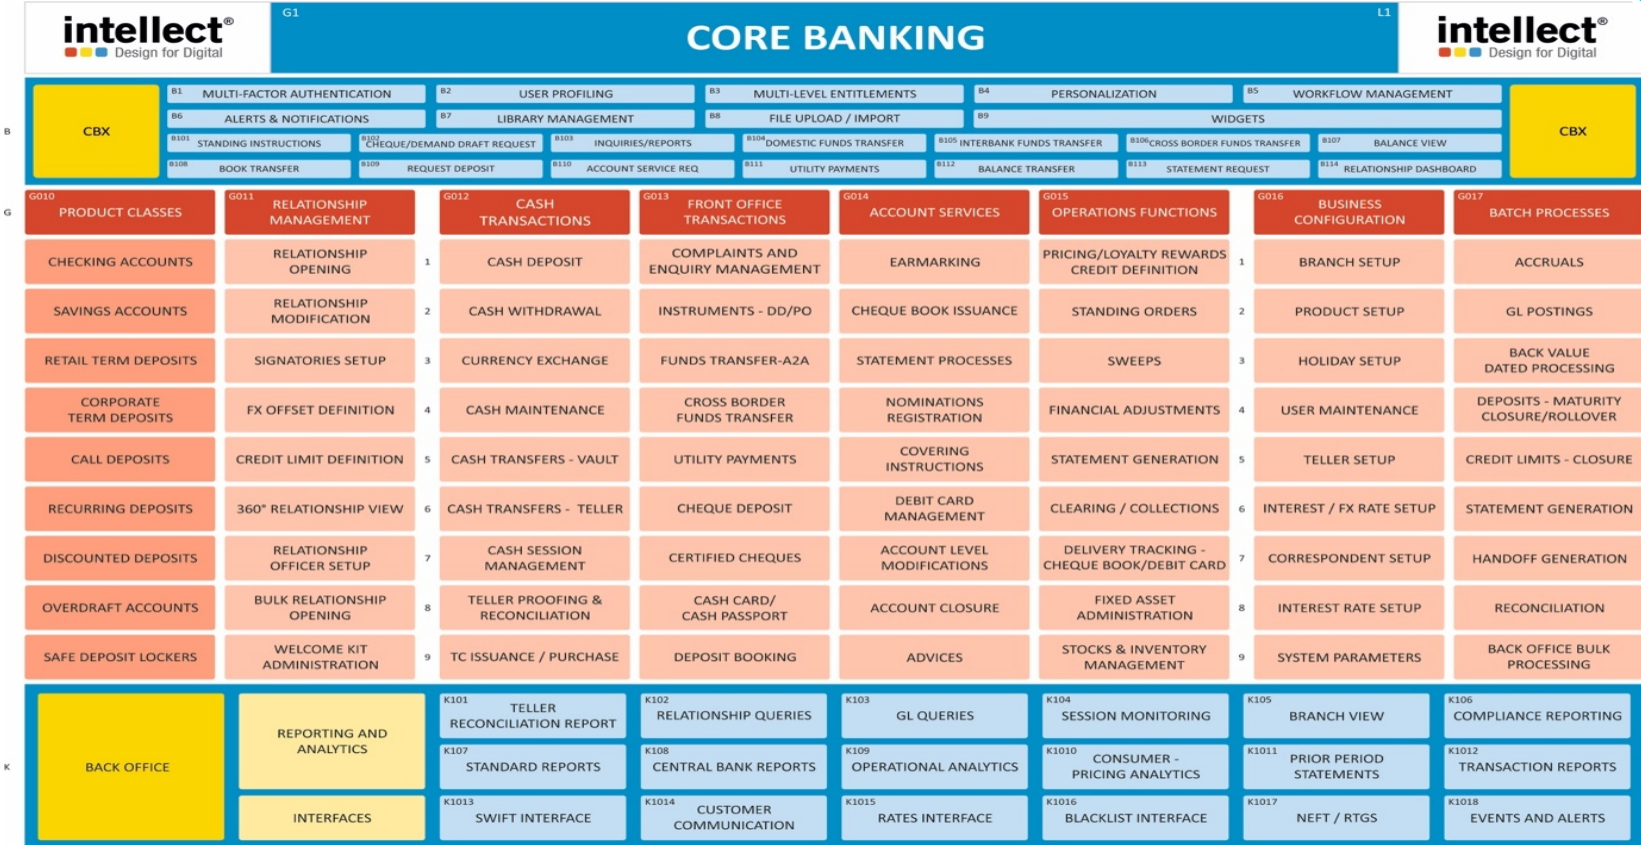 intellect®
Design for Digital
G1
CORE BANKING
L1
intellect®
Design for Digital
B
CBX
B1 MULTI-FACTOR AUTHENTICATION
B2 USER PROFILING
B3 MULTI-LEVEL ENTITLEMENTS
B4 PERSONALIZATION
B5 WORKFLOW MANAGEMENT
B6 ALERTS & NOTIFICATIONS
B7 LIBRARY MANAGEMENT
B8 FILE UPLOAD / IMPORT
B9 WIDGETS
B101 STANDING INSTRUCTIONS
B102 CHEQUE/DEMAND DRAFT REQUEST
B103 INQUIRIES/REPORTS
B104 DOMESTIC FUNDS TRANSFER
B105 INTERBANK FUNDS TRANSFER
B106 CROSS BORDER FUNDS TRANSFER
B107 BALANCE VIEW
B108 BOOK TRANSFER
B109 REQUEST DEPOSIT
B110 ACCOUNT SERVICE REQ
B111 UTILITY PAYMENTS
B112 BALANCE TRANSFER
B113 STATEMENT REQUEST
B114 RELATIONSHIP DASHBOARD
CBX
G
G010
PRODUCT CLASSES
G011
RELATIONSHIP
MANAGEMENT
G012
CASH
TRANSACTIONS
G013
FRONT OFFICE
TRANSACTIONS
G014
ACCOUNT SERVICES
G015
OPERATIONS FUNCTIONS
G016
BUSINESS
CONFIGURATION
G017
BATCH PROCESSES
CHECKING ACCOUNTS
RELATIONSHIP
OPENING
1
CASH DEPOSIT
COMPLAINTS AND
ENQUIRY MANAGEMENT
EARMARKING
PRICING/LOYALTY REWARDS
CREDIT DEFINITION
1
BRANCH SETUP
ACCRUALS
SAVINGS ACCOUNTS
RELATIONSHIP
MODIFICATION
2
CASH WITHDRAWAL
INSTRUMENTS - DD/PO
CHEQUE BOOK ISSUANCE
STANDING ORDERS
2
PRODUCT SETUP
GL POSTINGS
RETAIL TERM DEPOSITS
SIGNATORIES SETUP
3
CURRENCY EXCHANGE
FUNDS TRANSFER-A2A
STATEMENT PROCESSES
SWEEPS
3
HOLIDAY SETUP
BACK VALUE
DATED PROCESSING
CORPORATE
TERM DEPOSITS
FX OFFSET DEFINITION
4
CASH MAINTENANCE
CROSS BORDER
FUNDS TRANSFER
NOMINATIONS
REGISTRATION
FINANCIAL ADJUSTMENTS
4
USER MAINTENANCE
DEPOSITS - MATURITY
CLOSURE/ROLLOVER
CALL DEPOSITS
CREDIT LIMIT DEFINITION
5
CASH TRANSFERS - VAULT
UTILITY PAYMENTS
COVERING
INSTRUCTIONS
STATEMENT GENERATION
5
TELLER SETUP
CREDIT LIMITS - CLOSURE
RECURRING DEPOSITS
360° RELATIONSHIP VIEW
6
CASH TRANSFERS - TELLER
CHEQUE DEPOSIT
DEBIT CARD
MANAGEMENT
CLEARING / COLLECTIONS
6
INTEREST / FX RATE SETUP
STATEMENT GENERATION
DISCOUNTED DEPOSITS
RELATIONSHIP
OFFICER SETUP
7
CASH SESSION
MANAGEMENT
CERTIFIED CHEQUES
ACCOUNT LEVEL
MODIFICATIONS
DELIVERY TRACKING -
CHEQUE BOOK/DEBIT CARD
7
CORRESPONDENT SETUP
HANDOFF GENERATION
OVERDRAFT ACCOUNTS
BULK RELATIONSHIP
OPENING
8
TELLER PROOFING &
RECONCILIATION
CASH CARD/
CASH PASSPORT
ACCOUNT CLOSURE
FIXED ASSET
ADMINISTRATION
8
INTEREST RATE SETUP
RECONCILIATION
SAFE DEPOSIT LOCKERS
WELCOME KIT
ADMINISTRATION
9
TC ISSUANCE / PURCHASE
DEPOSIT BOOKING
ADVICES
STOCKS & INVENTORY
MANAGEMENT
9
SYSTEM PARAMETERS
BACK OFFICE BULK
PROCESSING
K
BACK OFFICE
REPORTING AND
ANALYTICS
K101
TELLER
RECONCILIATION REPORT
K102
RELATIONSHIP QUERIES
K103
GL QUERIES
K104
SESSION MONITORING
K105
BRANCH VIEW
K106
COMPLIANCE REPORTING
K107
STANDARD REPORTS
K108
CENTRAL BANK REPORTS
K109
OPERATIONAL ANALYTICS
K1010
CONSUMER -
PRICING ANALYTICS
K1011
PRIOR PERIOD
STATEMENTS
K1012
TRANSACTION REPORTS
INTERFACES
K1013
SWIFT INTERFACE
K1014
CUSTOMER
COMMUNICATION
K1015
RATES INTERFACE
K1016
BLACKLIST INTERFACE
K1017
NEFT / RTGS
K1018
EVENTS AND ALERTS